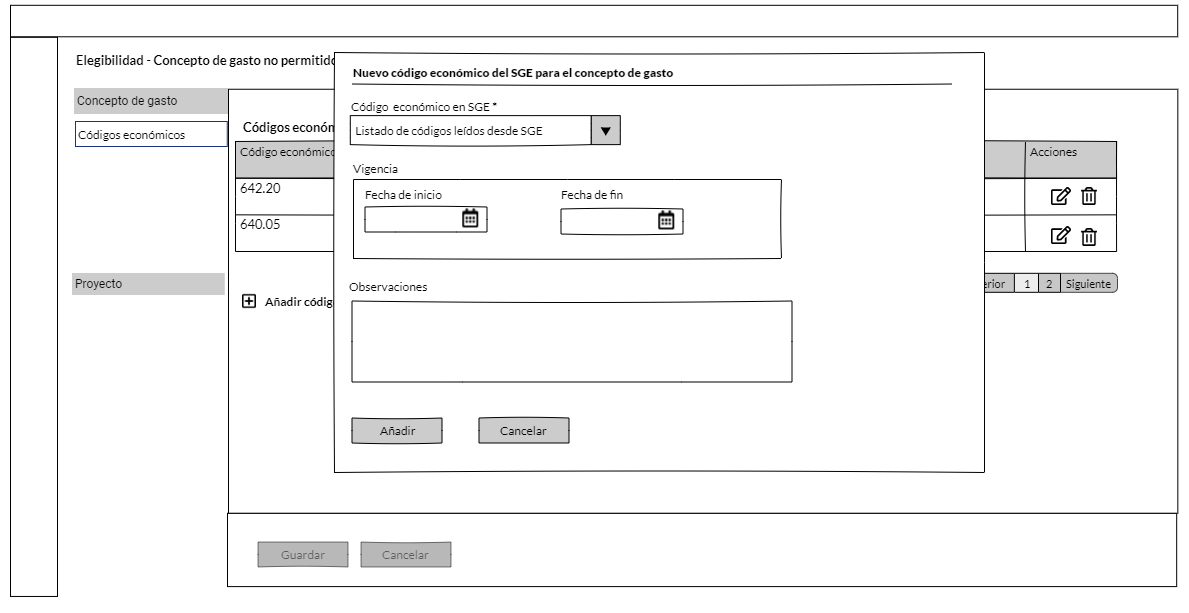 Elegibilidad - Concepto de gasto no permitido
Concepto de gasto
Códigos económicos
Proyecto
Códigos económ
Código económico
Acciones
642.20
640.05
Añadir códig
erior 1 2 Siguiente
Nuevo código económico del SGE para el concepto de gasto
Código económico en SGE *
Listado de códigos leídos desde SGE
Vigencia
Fecha de inicio Fecha de fin
Observaciones
Añadir Cancelar
Guardar Cancelar